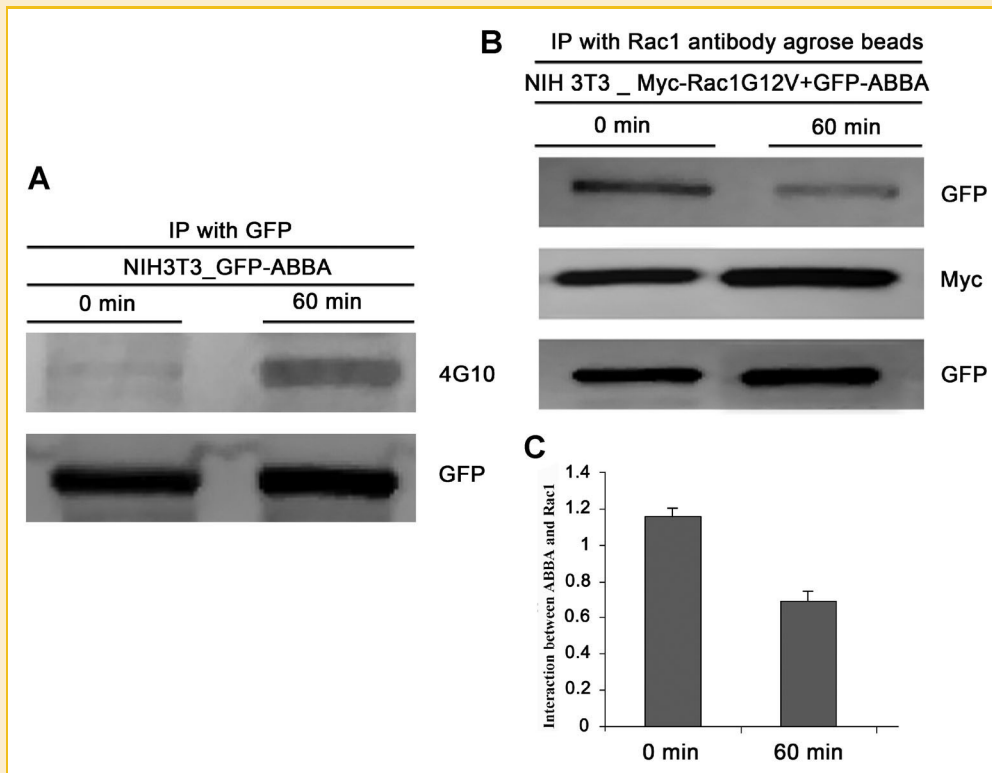 A
IP with GFP
NIH3T3_GFP-ABBA
0 min 60 min
4G10
GFP
B
IP with Rac1 antibody agrose beads
NIH 3T3 _ Myc-Rac1G12V+GFP-ABBA
0 min 60 min
GFP
Myc
GFP
C
Interaction between ABBA and Rac1
1.4
1.2
1
0.8
0.6
0.4
0.2
0
0 min 60 min